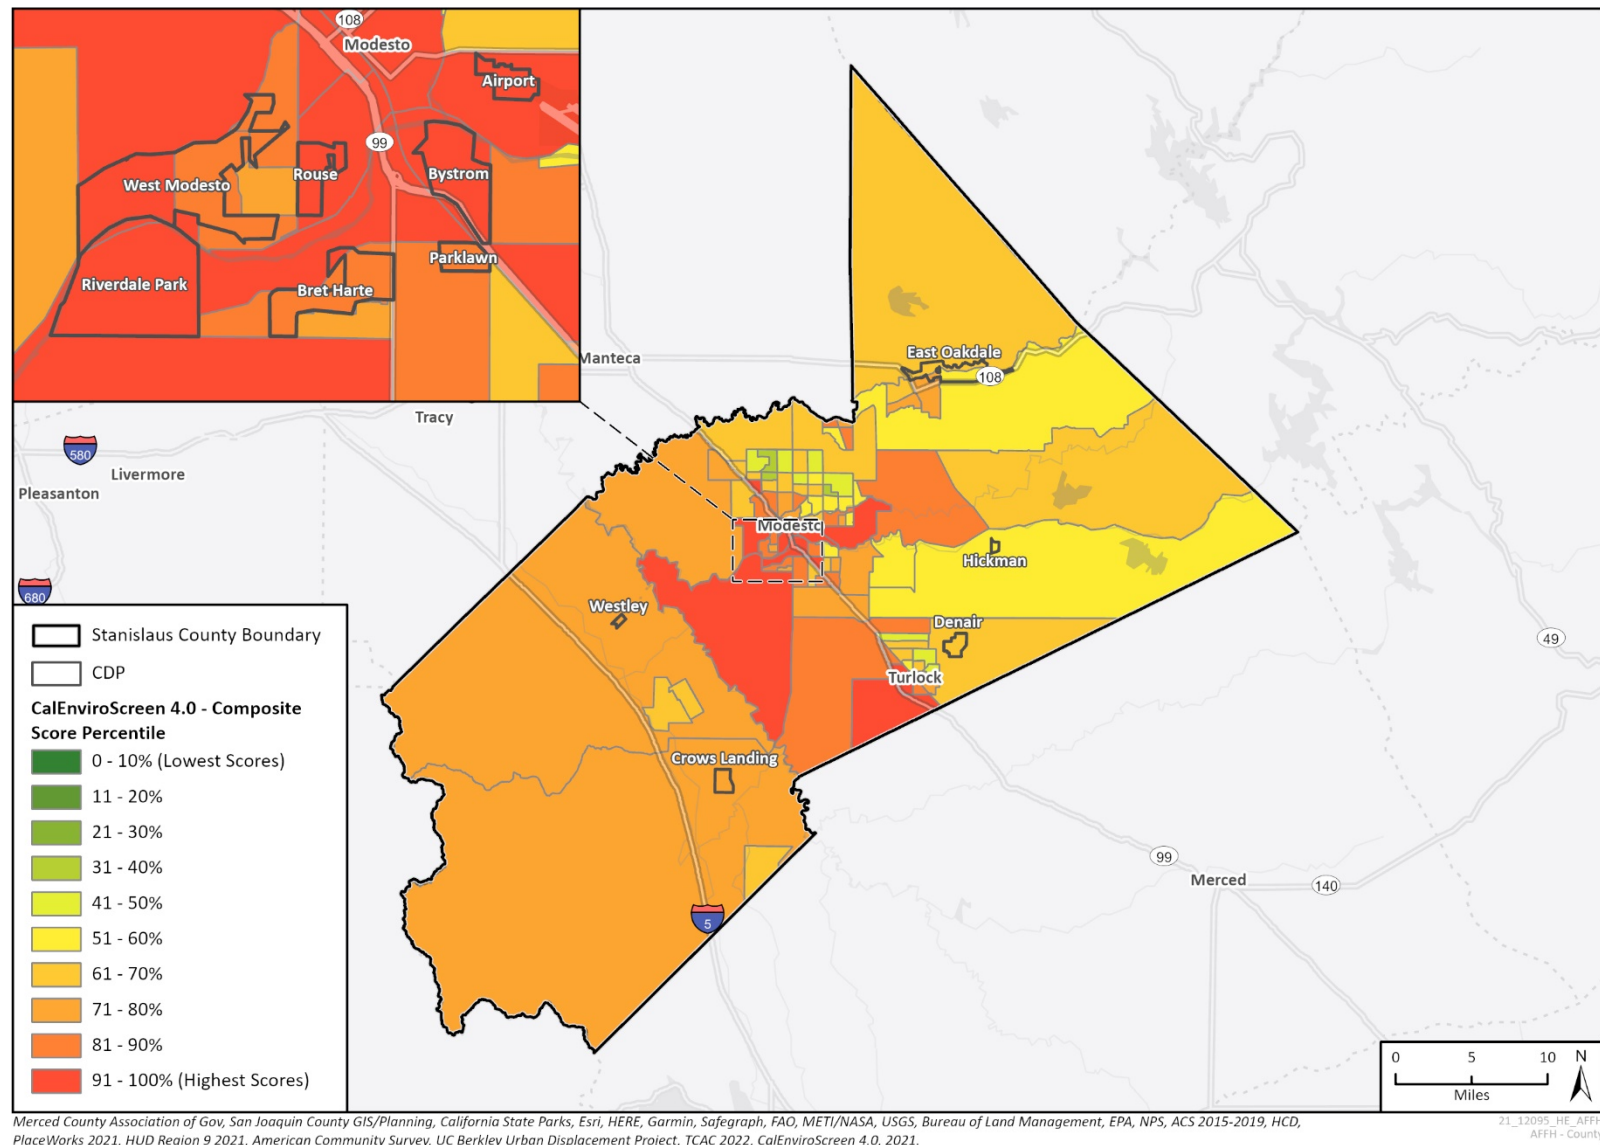 108
Modesto
Airport
99
West Modesto
Rouse
Bystrom
Riverdale Park
Bret Harte
Parklawn
Manteca
Tracy
580
Livermore
Pleasanton
680
East Oakdale
108
Modesto
Hickman
Westley
Denair
Turlock
Crows Landing
5
49
99
Merced
140
Stanislaus County Boundary
CDP
CalEnviroScreen 4.0 - Composite
Score Percentile
0 - 10% (Lowest Scores)
11 - 20%
21 - 30%
31 - 40%
41 - 50%
51 - 60%
61 - 70%
71 - 80%
81 - 90%
91 - 100% (Highest Scores)
0 5 10
Miles
N
Merced County Association of Gov, San Joaquin County GIS/Planning, California State Parks, Esri, HERE, Garmin, Safegraph, FAO, METI/NASA, USGS, Bureau of Land Management, EPA, NPS, ACS 2015-2019, HCD,
PlaceWorks 2021, HUD Region 9 2021, American Community Survey, UC Berkley Urban Displacement Project, TCAC 2022, CalEnviroScreen 4.0, 2021.
21_12095_HE_AFFH
AFFH - County